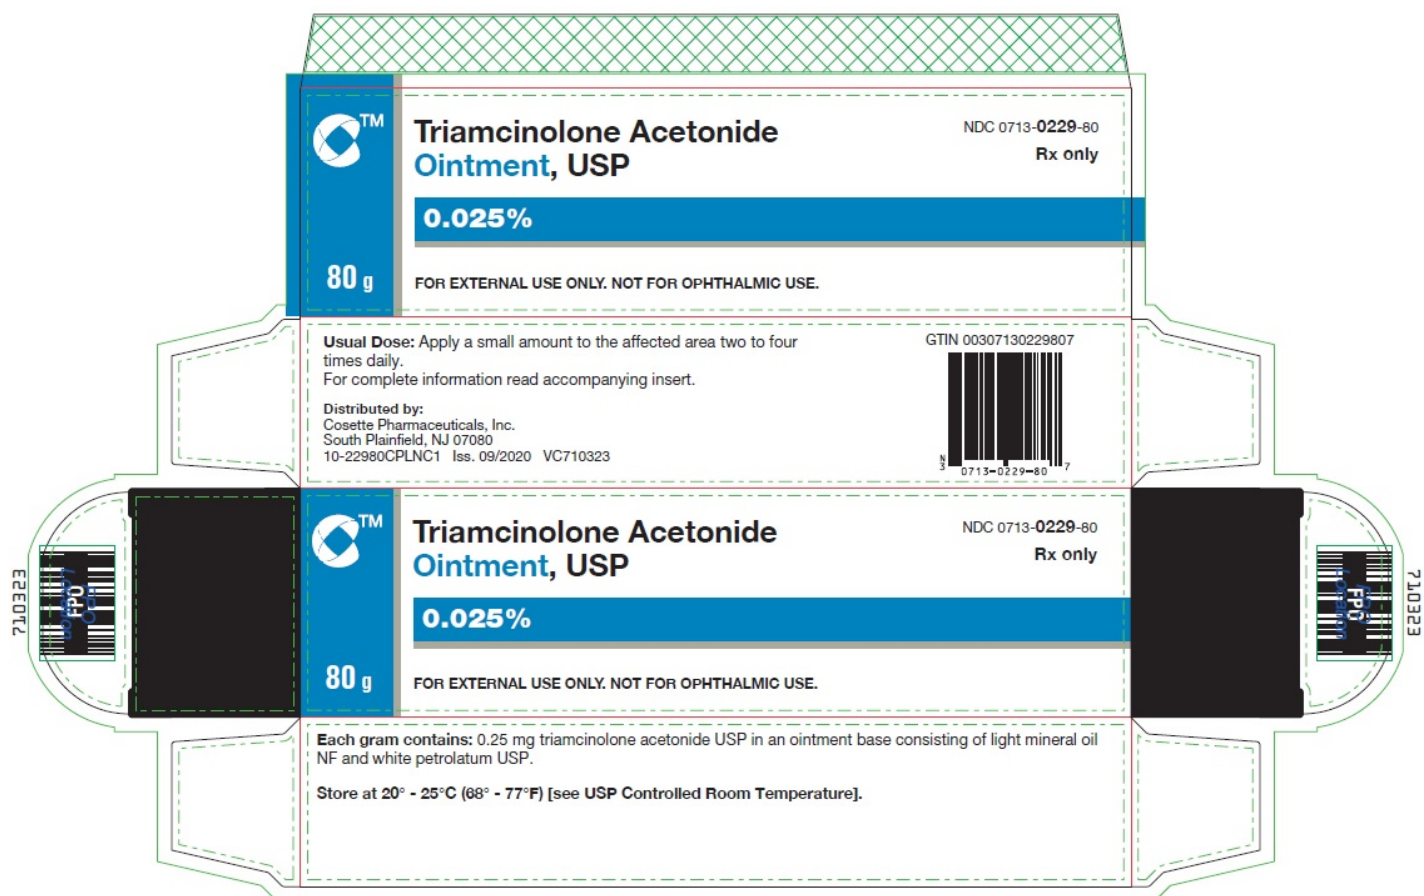 TM
Triamcinolone Acetonide
Ointment, USP
NDC 0713-0229-80
Rx only
0.025%
80 g
FOR EXTERNAL USE ONLY. NOT FOR OPHTHALMIC USE.
Usual Dose: Apply a small amount to the affected area two to four
times daily.
For complete information read accompanying insert.
Distributed by:
Cosette Pharmaceuticals, Inc.
South Plainfield, NJ 07080
10-22980CPLNC1 Iss. 09/2020 VC710323
GTIN 00307130229807
N
3
0713-0229-80 7
TM
Triamcinolone Acetonide
Ointment, USP
NDC 0713-0229-80
Rx only
0.025%
80 g
FOR EXTERNAL USE ONLY. NOT FOR OPHTHALMIC USE.
710323
FPO
FPO
Location
710323
FPO
FPO
Location
Each gram contains: 0.25 mg triamcinolone acetonide USP in an ointment base consisting of light mineral oil
NF and white petrolatum USP.
Store at 20° - 25°C (68° - 77°F) [see USP Controlled Room Temperature].